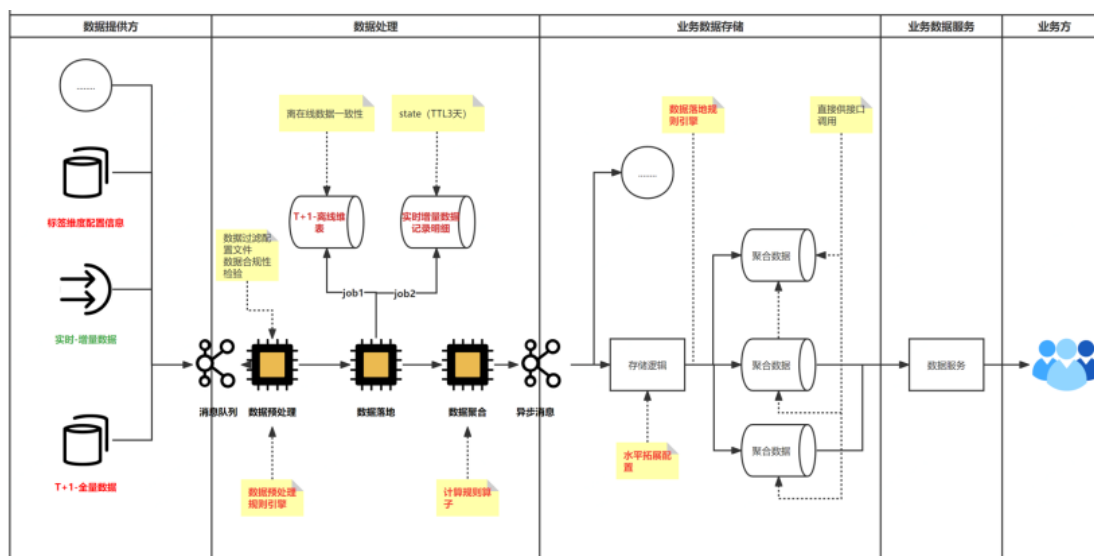 数据提供方
数据处理
业务数据存储
业务数据服务
业务方
........
标签维度配置信息
实时-增量数据
T+1-全量数据
离在线数据一致性
state（TTL3天）
T+1-离线维
表
实时增量数据
记录明细
数据过滤配
置文件
数据合规性
检验
job1
job2
消息队列
数据预处理
数据落地
数据聚合
异步消息
数据预处理
规则引擎
计算规则算
子
数据落地规
则引擎
直接供接口
调用
........
聚合数据
存储逻辑
聚合数据
聚合数据
水平拓展配
置
数据服务